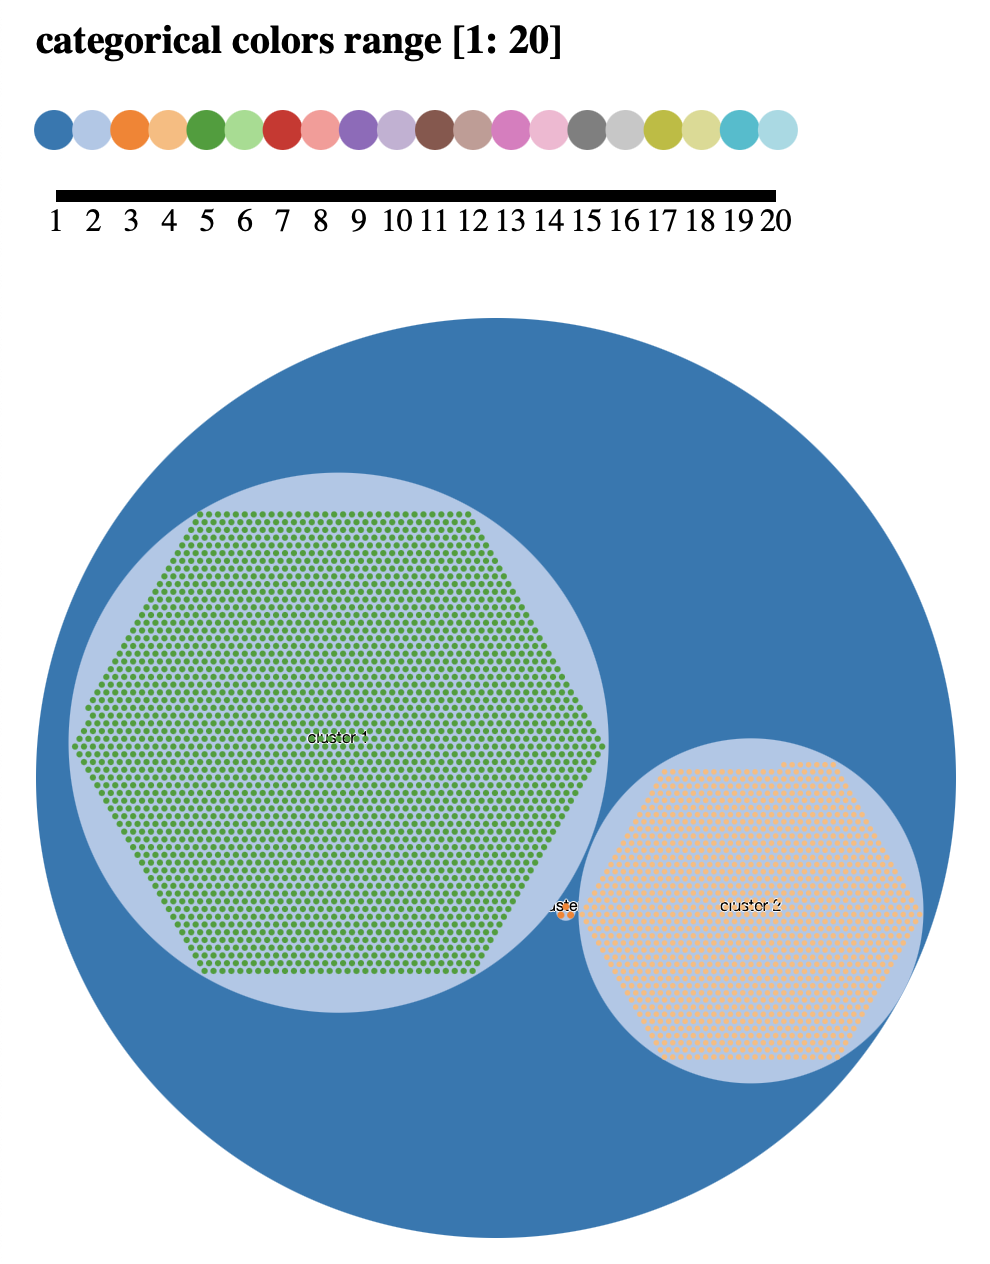 categorical colors range [1: 20]
1 2 3 4 5 6 7 8 9 10 11 12 13 14 15 16 17 18 19 20
cluster 1
cluster 2